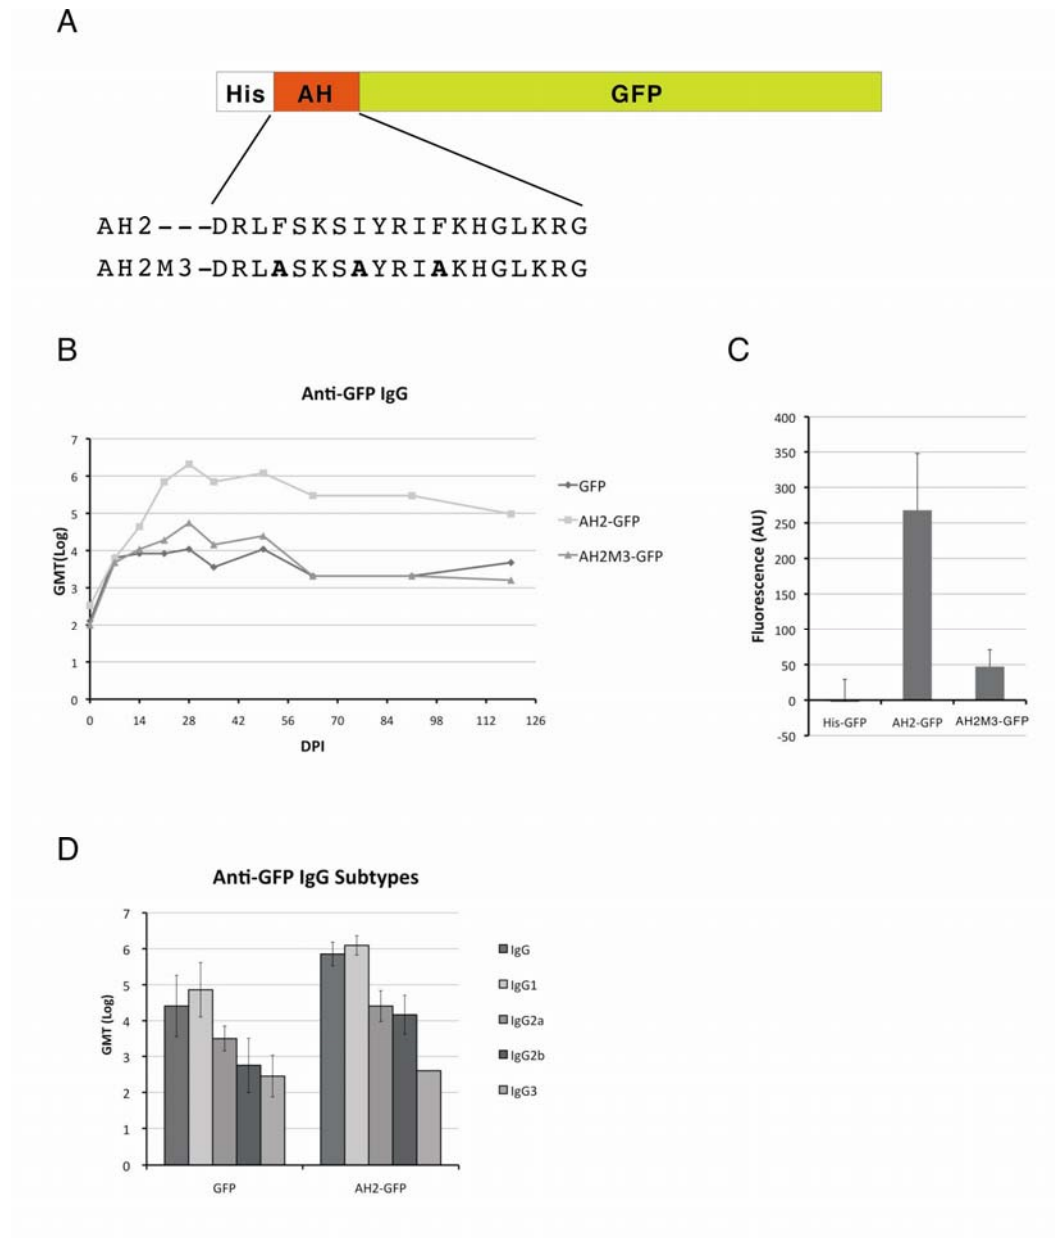 A
His AH GFP
AH2---DRLFSKSIYRIFKHGLKRG
AH2M3-DRLASKSAYRIAKHGLKRG
B
Anti-GFP IgG
GMT(Log)
7
6
5
4
3
2
1
0
0 14 28 42 56 70 84 98 112 126
DPI
GFP
AH2-GFP
AH2M3-GFP
C
Fluorescence (AU)
400
350
300
250
200
150
100
50
0
-50
His-GFP AH2-GFP AH2M3-GFP
D
Anti-GFP IgG Subtypes
GMT (Log)
7
6
5
4
3
2
1
0
GFP AH2-GFP
IgG
IgG1
IgG2a
IgG2b
IgG3